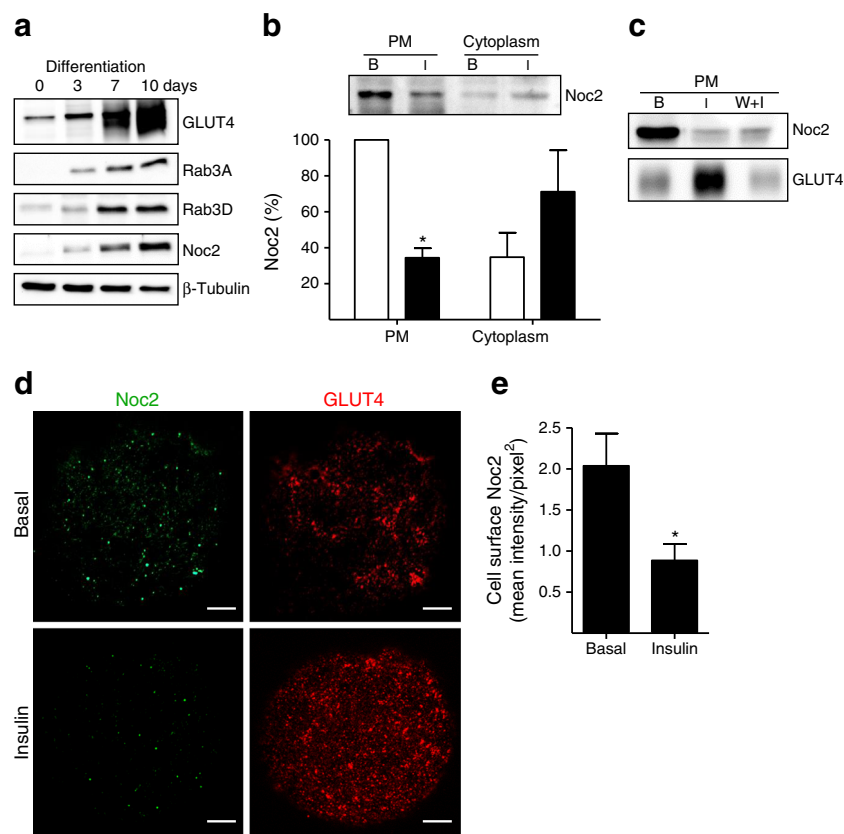 a
Differentiation
0 3 7 10 days
GLUT4
Rab3A
Rab3D
Noc2
β-Tubulin
b
PM Cytoplasm
B I B I
Noc2
Noc2 (%)
100
80
60
40
20
*
PM Cytoplasm
c
PM
B I W+I
Noc2
GLUT4
d
Noc2 GLUT4
Basal
Insulin
e
Cell surface Noc2
(mean intensity/pixel²)
2.5
2.0
1.5
1.0
0.5
*
Basal Insulin